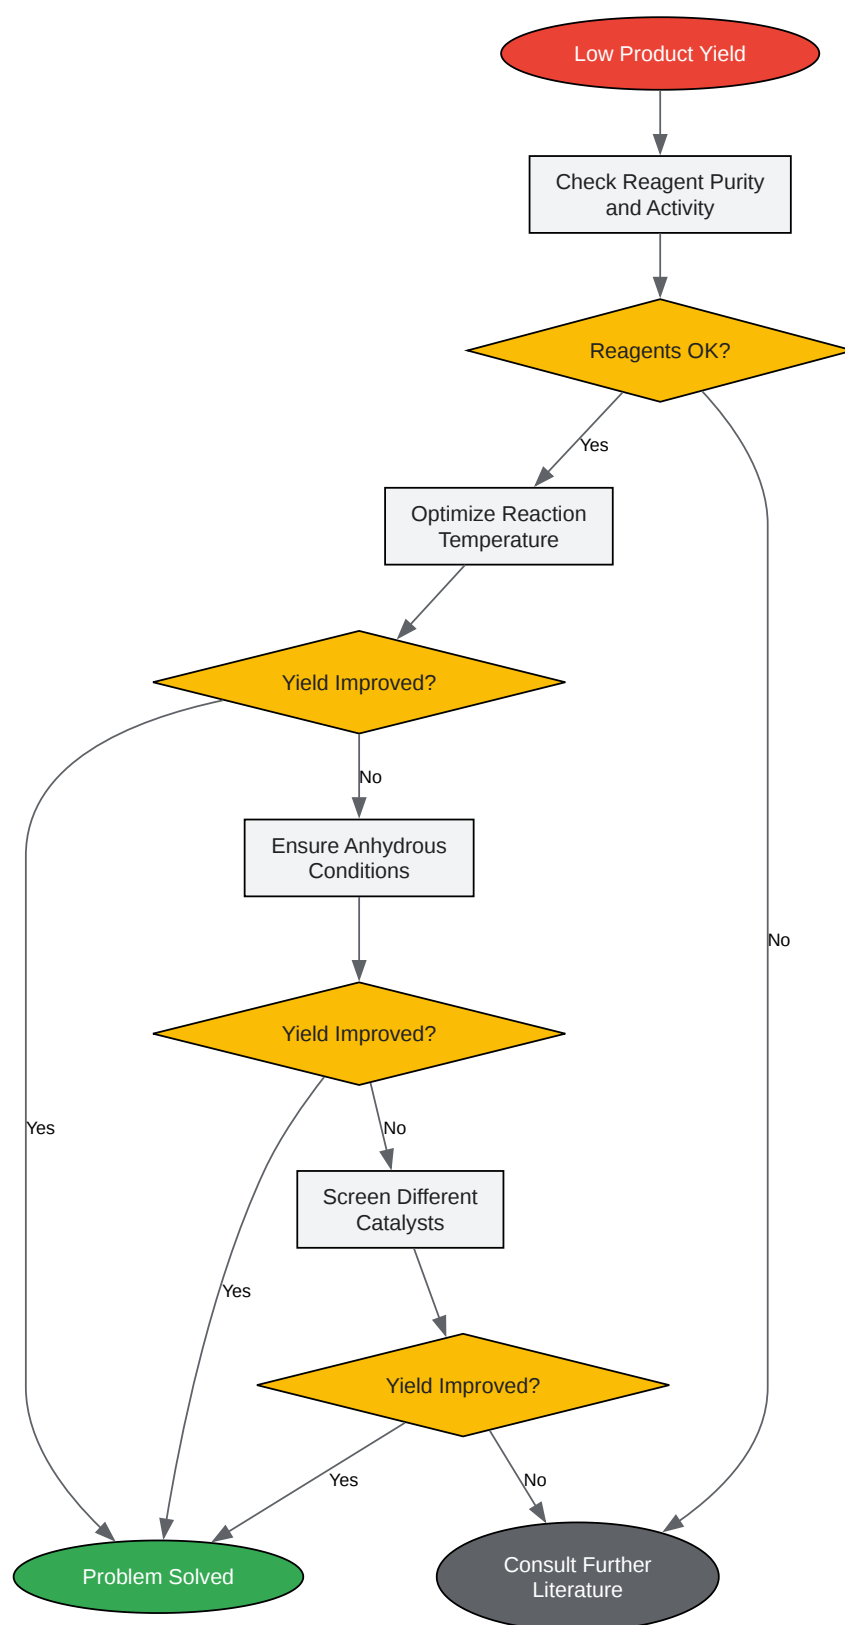 Low Product Yield
Check Reagent Purity
and Activity
Reagents OK?
Yes
Optimize Reaction
Temperature
Yield Improved?
No
Ensure Anhydrous
Conditions
No
Yield Improved?
Yes
No
Screen Different
Catalysts
Yes
Yield Improved?
Yes
No
Problem Solved
Consult Further
Literature